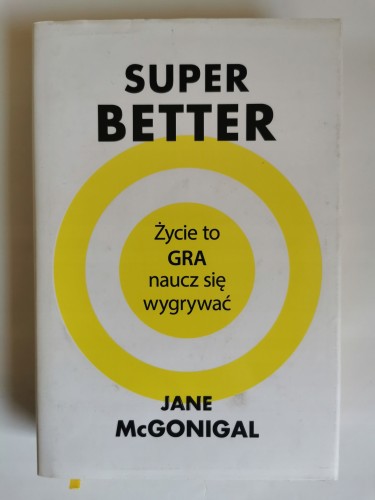 SUPER
BETTER
Życie to
GRA
naucz się
wygrywać
JANE
McGONIGAL